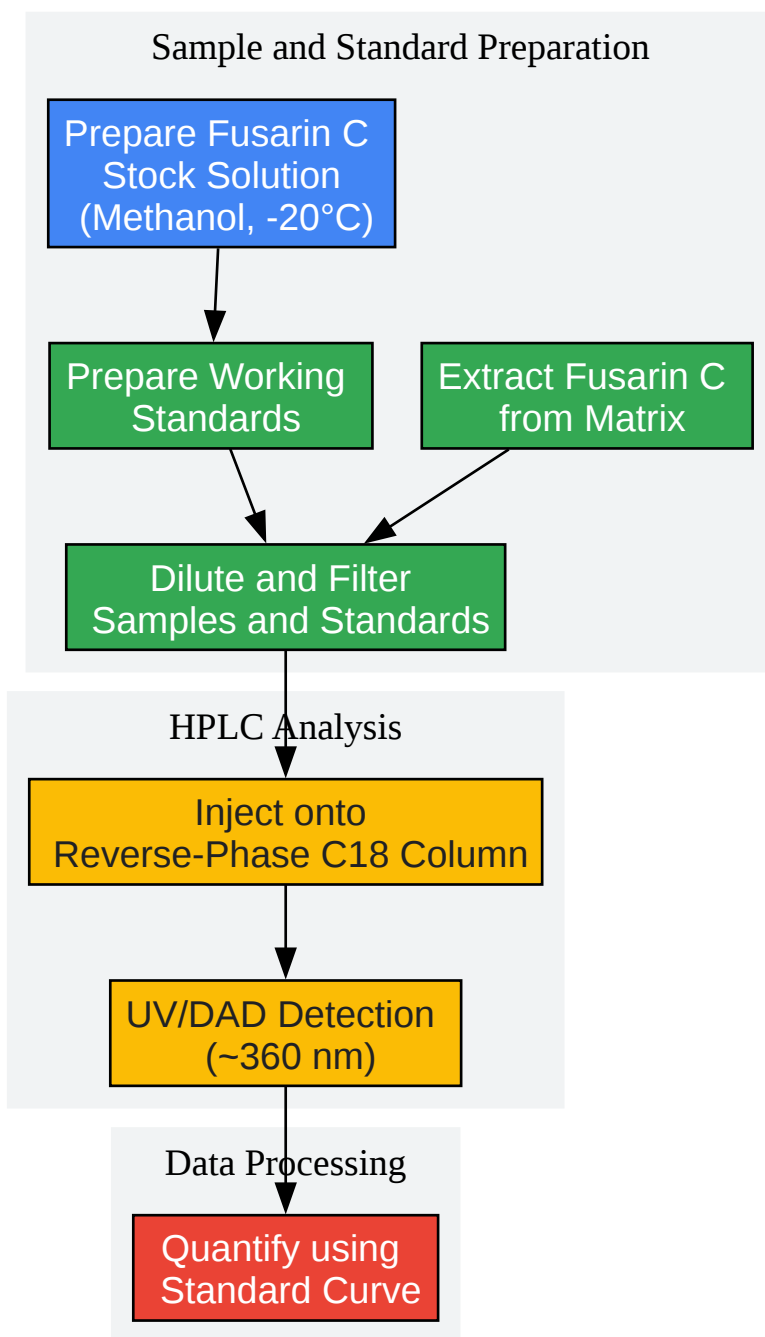 Sample and Standard Preparation
Prepare Fusarin C
Stock Solution
(Methanol, -20°C)
Prepare Working
Standards
Extract Fusarin C
from Matrix
Dilute and Filter
Samples and Standards
HPLC Analysis
Inject onto
Reverse-Phase C18 Column
UV/DAD Detection
(~360 nm)
Data Processing
Quantify using
Standard Curve